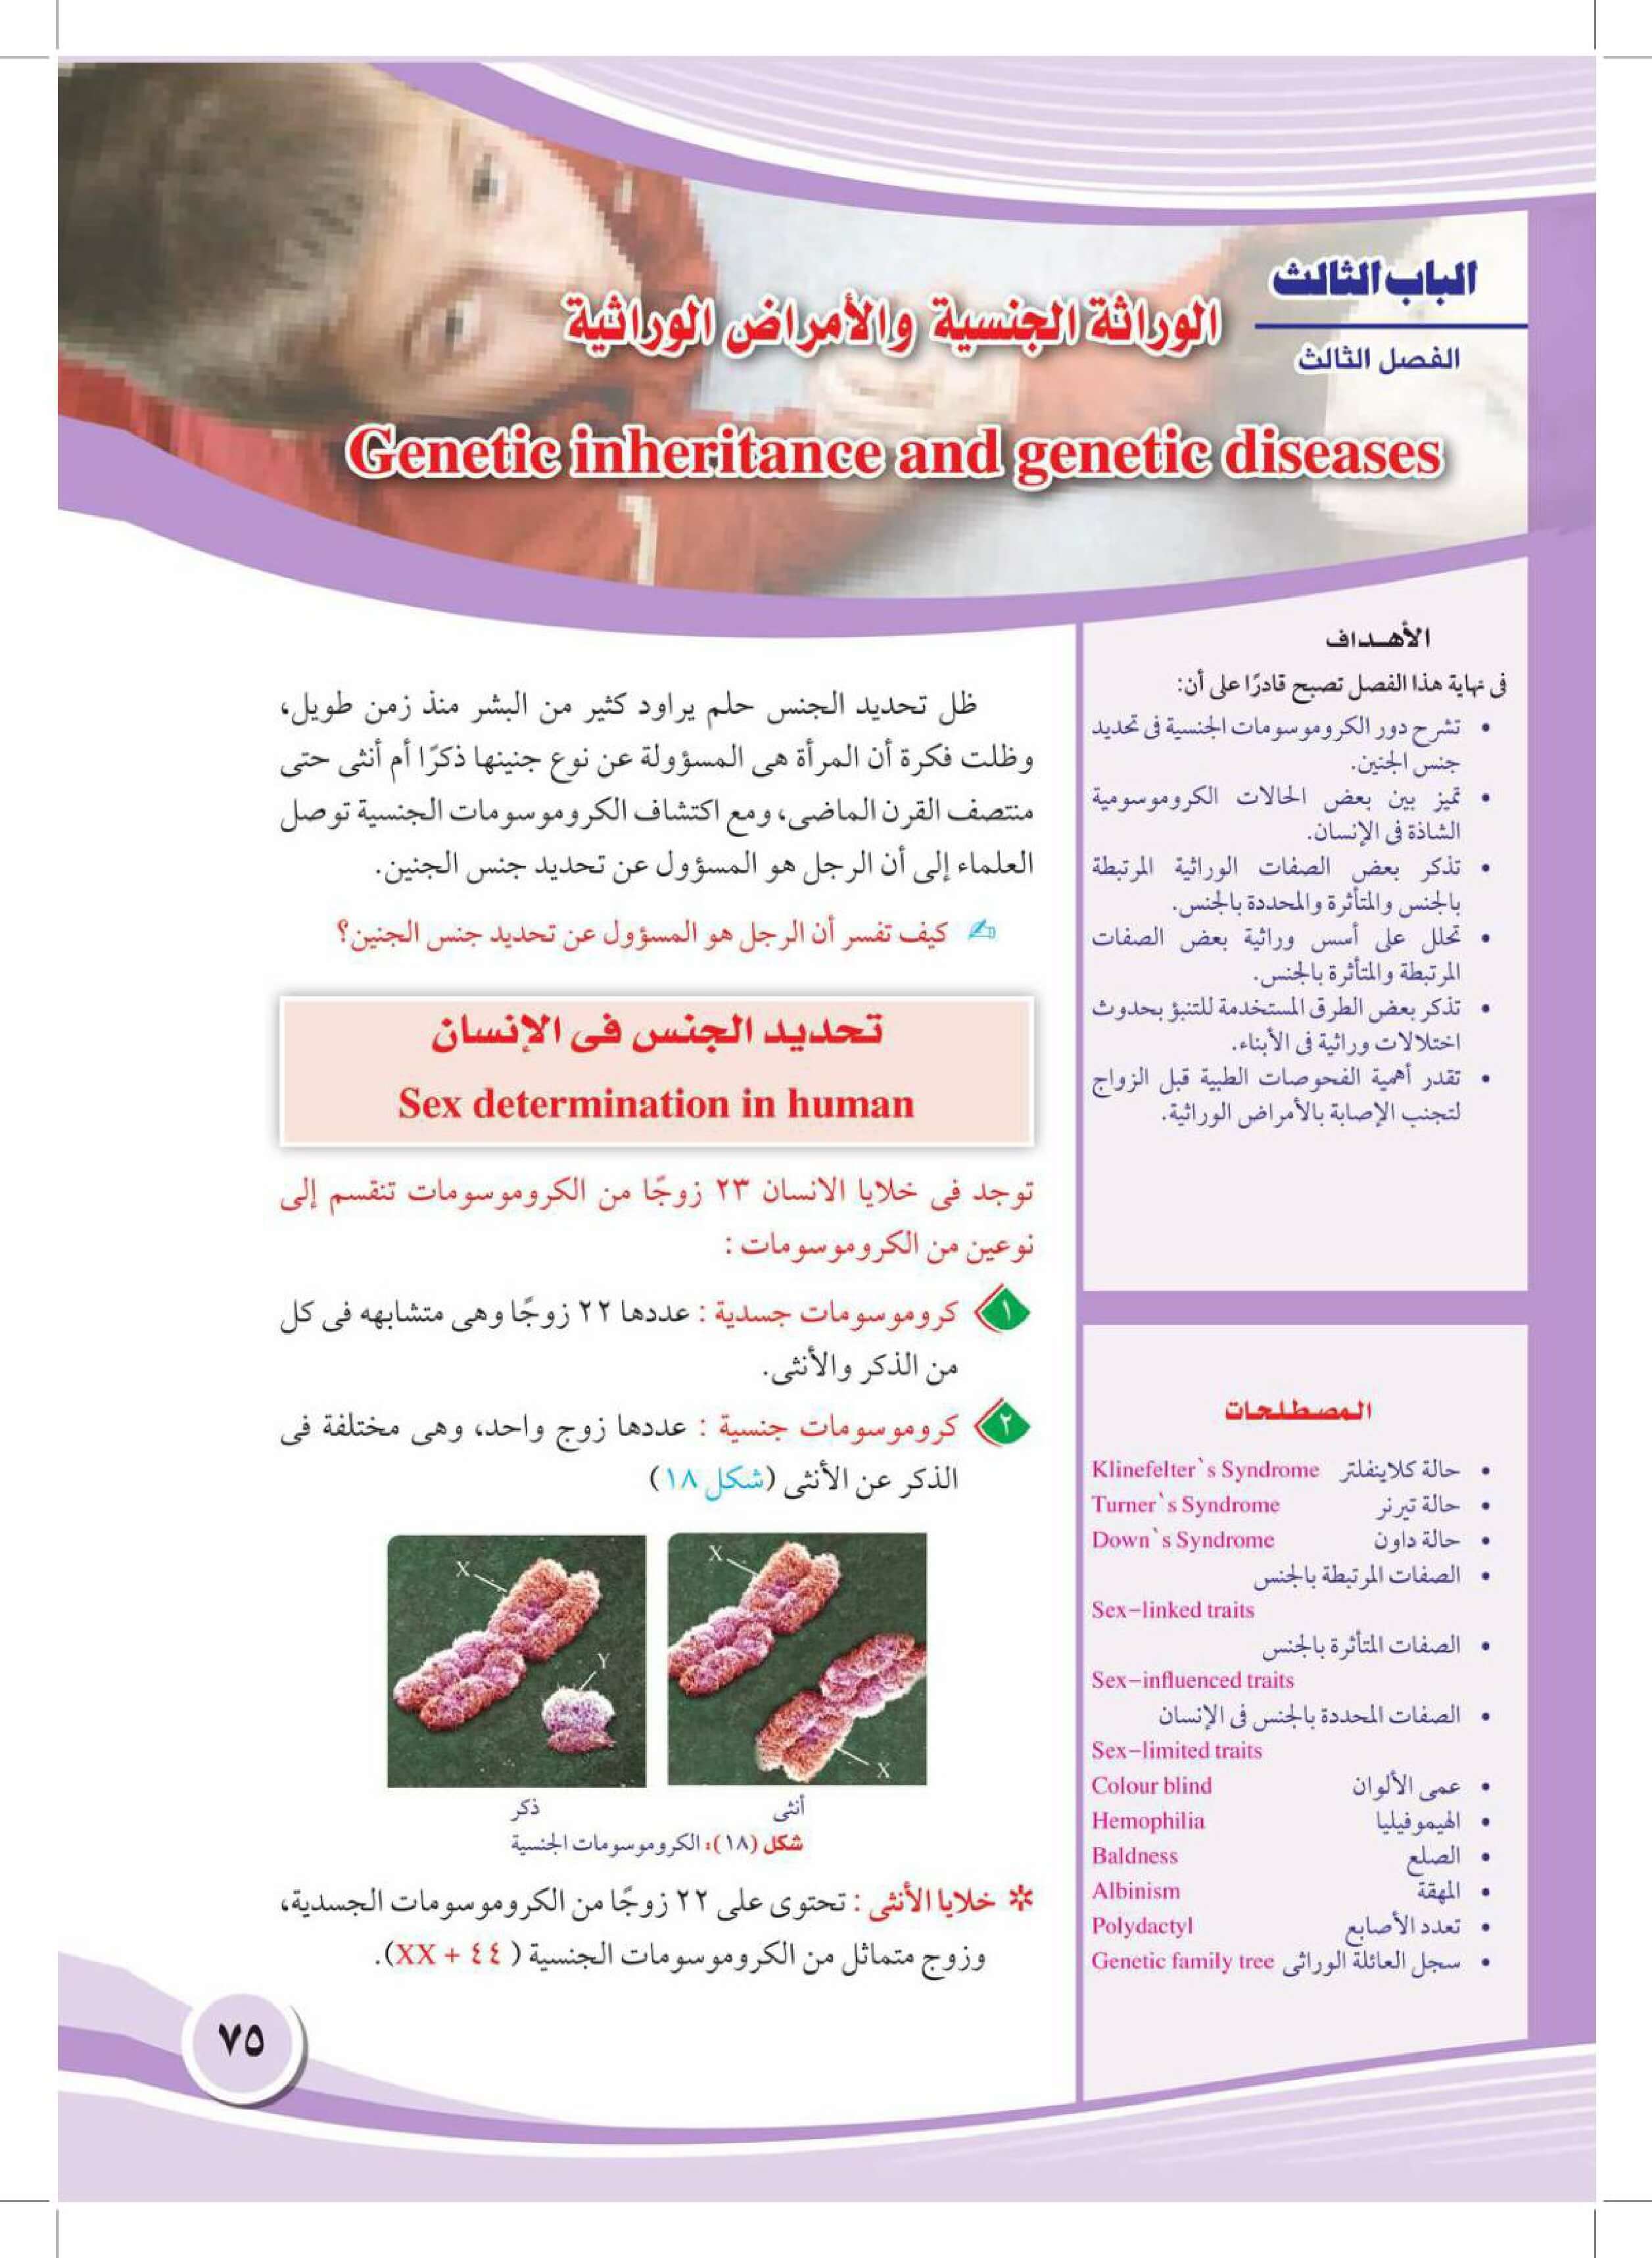 الباب الثالث
الفصل الثالث
الوراثة الجنسية والأمراض الوراثية
Genetic inheritance and genetic diseases
الأهـداف
فى نهاية هذا الفصل تصبح قادرًا على أن:
• تشرح دور الكروموسومات الجنسية فى تحديد
جنس الجنين.
• تميز بين بعض الحالات الكروموسومية
الشاذة فى الإنسان.
• تذكر بعض الصفات الوراثية المرتبطة
بالجنس والمتأثرة والمحددة بالجنس.
• تحلل على أسس وراثية بعض الصفات
المرتبطة والمتأثرة بالجنس.
• تذكر بعض الطرق المستخدمة للتنبؤ بحدوث
اختلالات وراثية فى الأبناء.
• تقدر أهمية الفحوصات الطبية قبل الزواج
لتجنب الإصابة بالأمراض الوراثية.
المصطلحات
• حالة كلاينفلتر Klinefelter`s Syndrome
• حالة تيرنر Turner`s Syndrome
• حالة داون Down`s Syndrome
• الصفات المرتبطة بالجنس
Sex-linked traits
• الصفات المتأثرة بالجنس
Sex-influenced traits
• الصفات المحددة بالجنس فى الإنسان
Sex-limited traits
• عمى الألوان Colour blind
• الهيموفيليا Hemophilia
• الصلع Baldness
• المهقة Albinism
• تعدد الأصابع Polydactyl
• سجل العائلة الوراثى Genetic family tree
ظل تحديد الجنس حلم يراود كثير من البشر منذ زمن طويل،
وظلت فكرة أن المرأة هى المسؤولة عن نوع جنينها ذكرًا أم أنثى حتى
منتصف القرن الماضى، ومع اكتشاف الكروموسومات الجنسية توصل
العلماء إلى أن الرجل هو المسؤول عن تحديد جنس الجنين.
كيف تفسر أن الرجل هو المسؤول عن تحديد جنس الجنين؟
تحديد الجنس فى الإنسان
Sex determination in human
توجد فى خلايا الانسان ٢٣ زوجًا من الكروموسومات تنقسم إلى
نوعين من الكروموسومات :
١ كروموسومات جسدية : عددها ٢٢ زوجًا وهى متشابهه فى كل
من الذكر والأنثى.
٢ كروموسومات جنسية : عددها زوج واحد، وهى مختلفة فى
الذكر عن الأنثى (شكل ١٨)
X
X
X
Y
أنثى
ذكر
شكل (١٨): الكروموسومات الجنسية
* خلايا الأنثى : تحتوى على ٢٢ زوجًا من الكروموسومات الجسدية،
وزوج متماثل من الكروموسومات الجنسية (٤٤ + XX).
٧٥